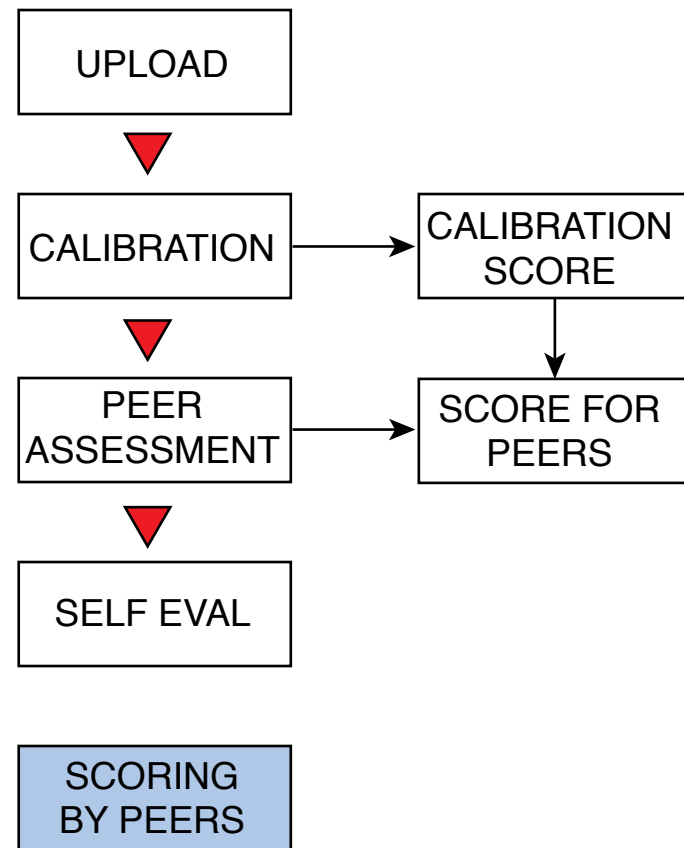 UPLOAD
CALIBRATION
CALIBRATION
SCORE
PEER
ASSESSMENT
SCORE FOR
PEERS
SELF EVAL
SCORING
BY PEERS